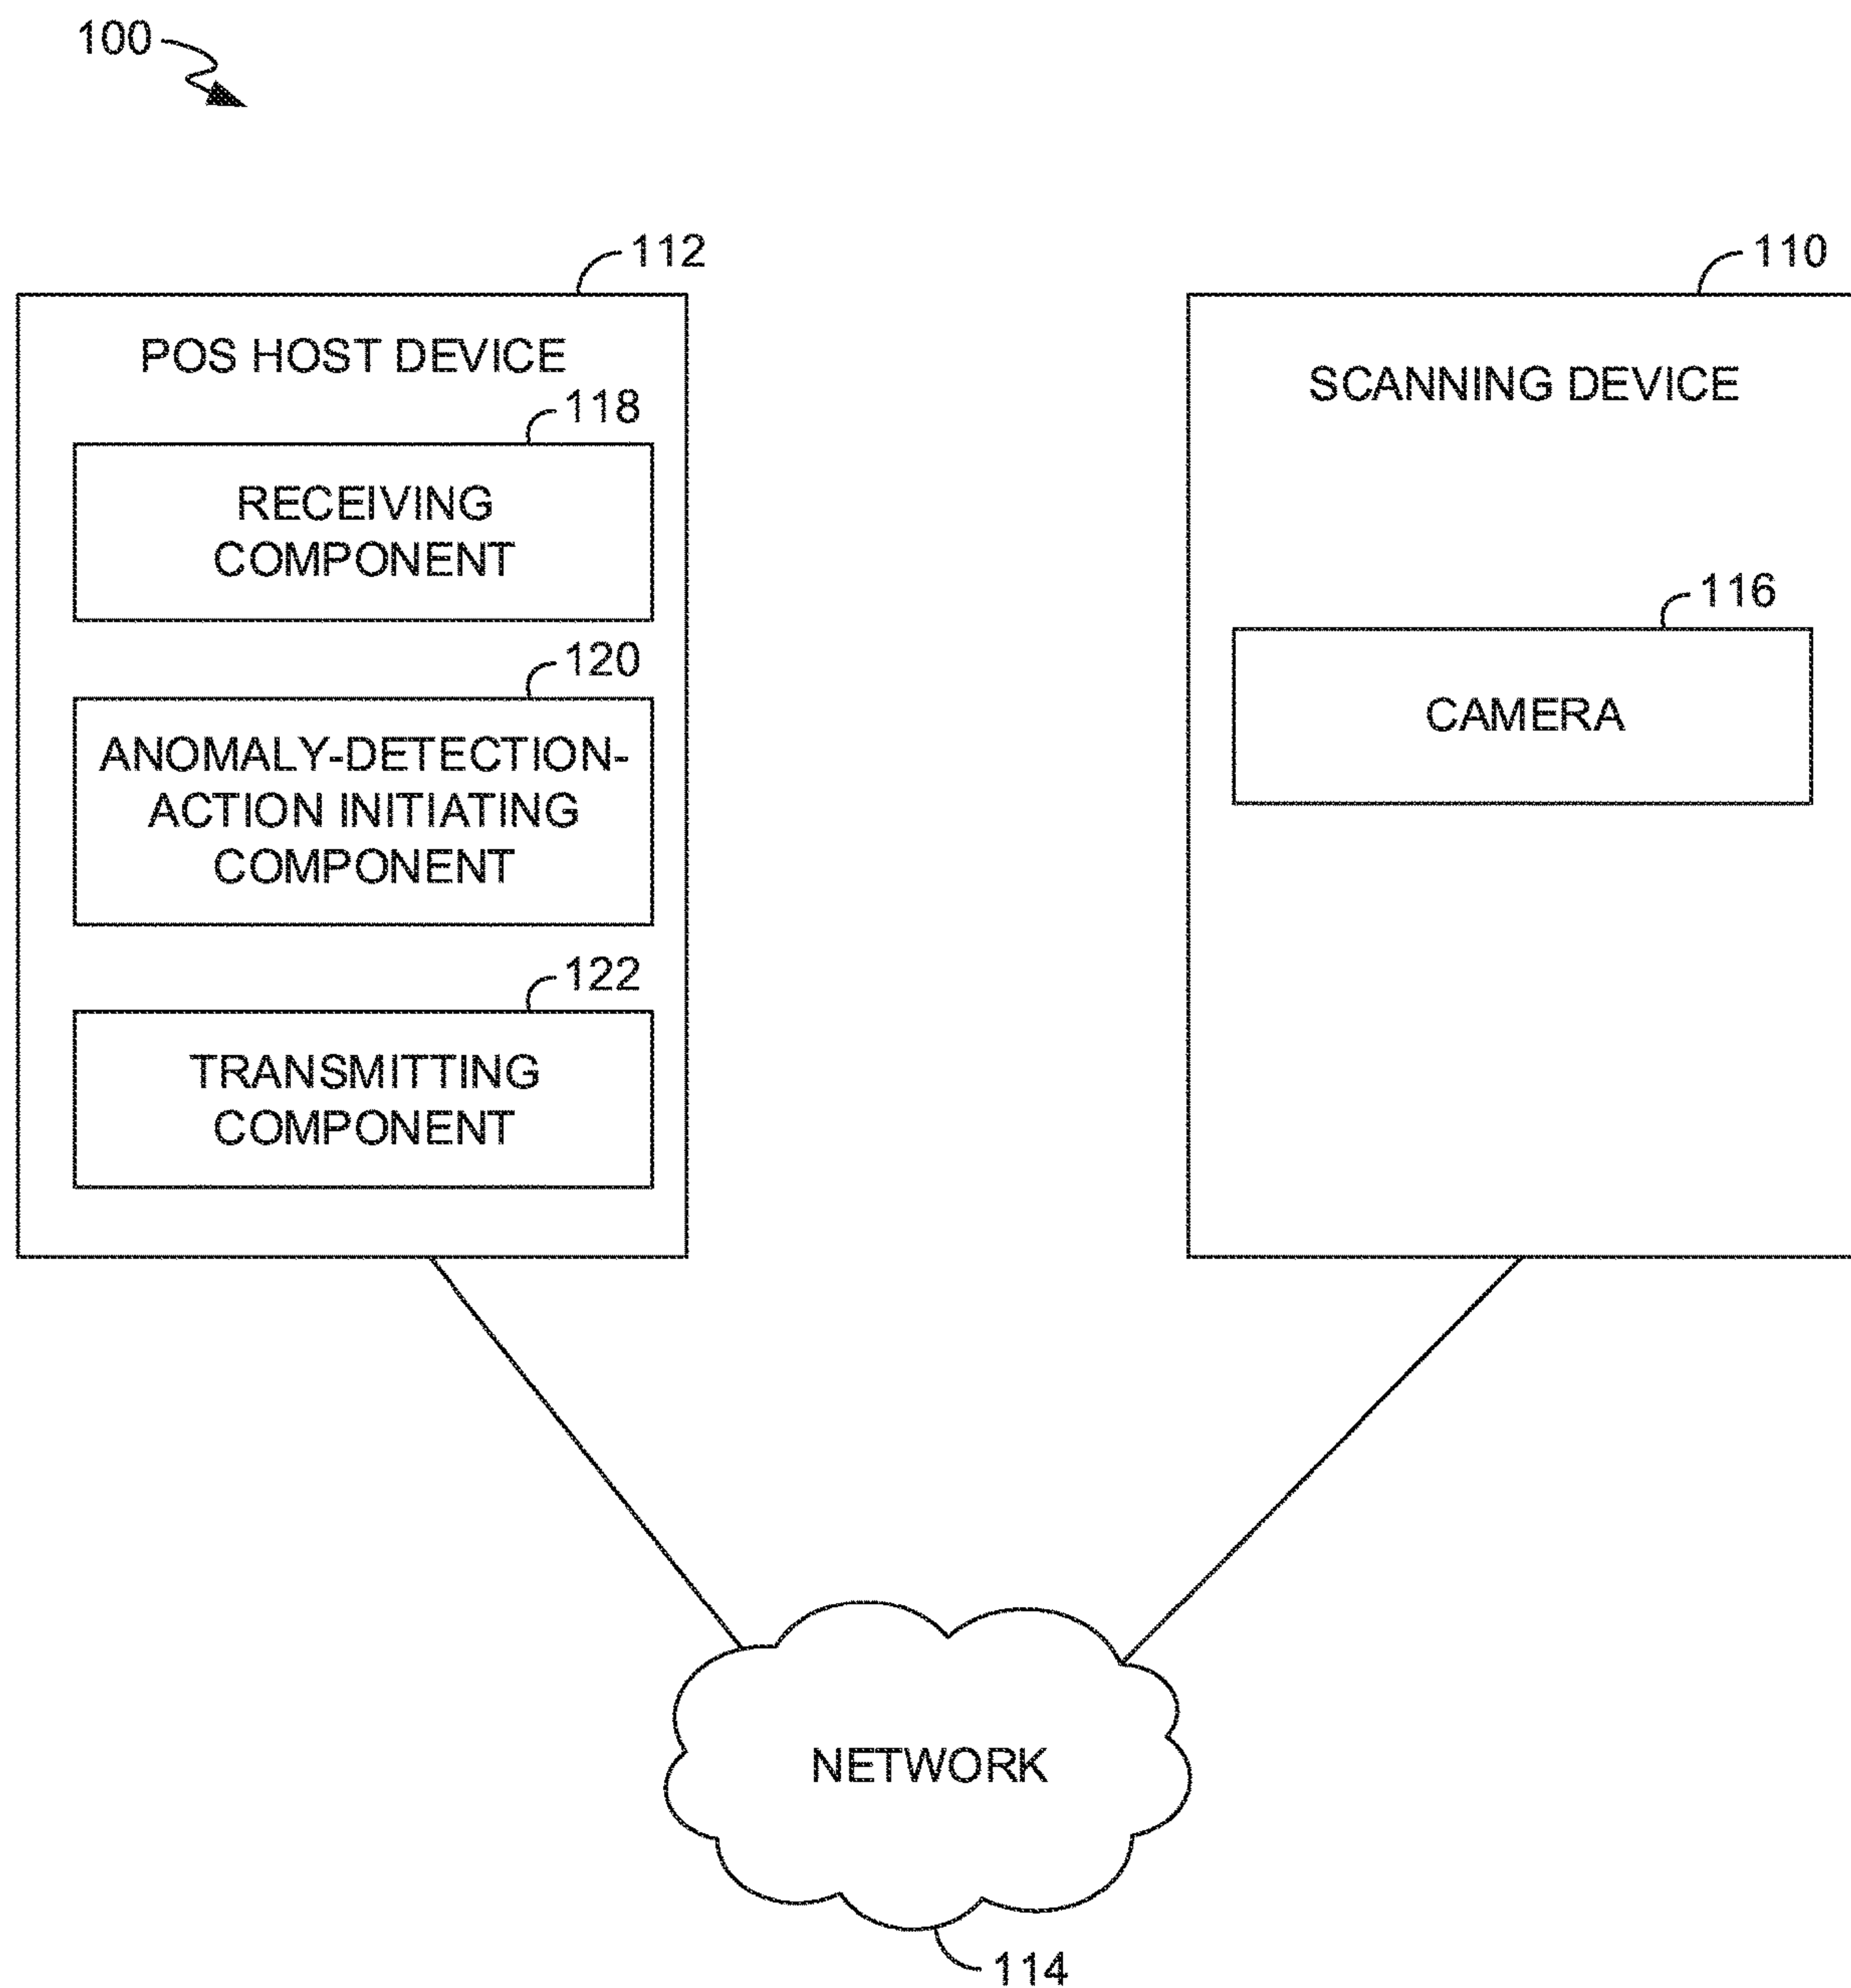 100
112
POS HOST DEVICE
118
RECEIVING
COMPONENT
120
ANOMALY-DETECTION-
ACTION INITIATING
COMPONENT
122
TRANSMITTING
COMPONENT
110
SCANNING DEVICE
116
CAMERA
NETWORK
114